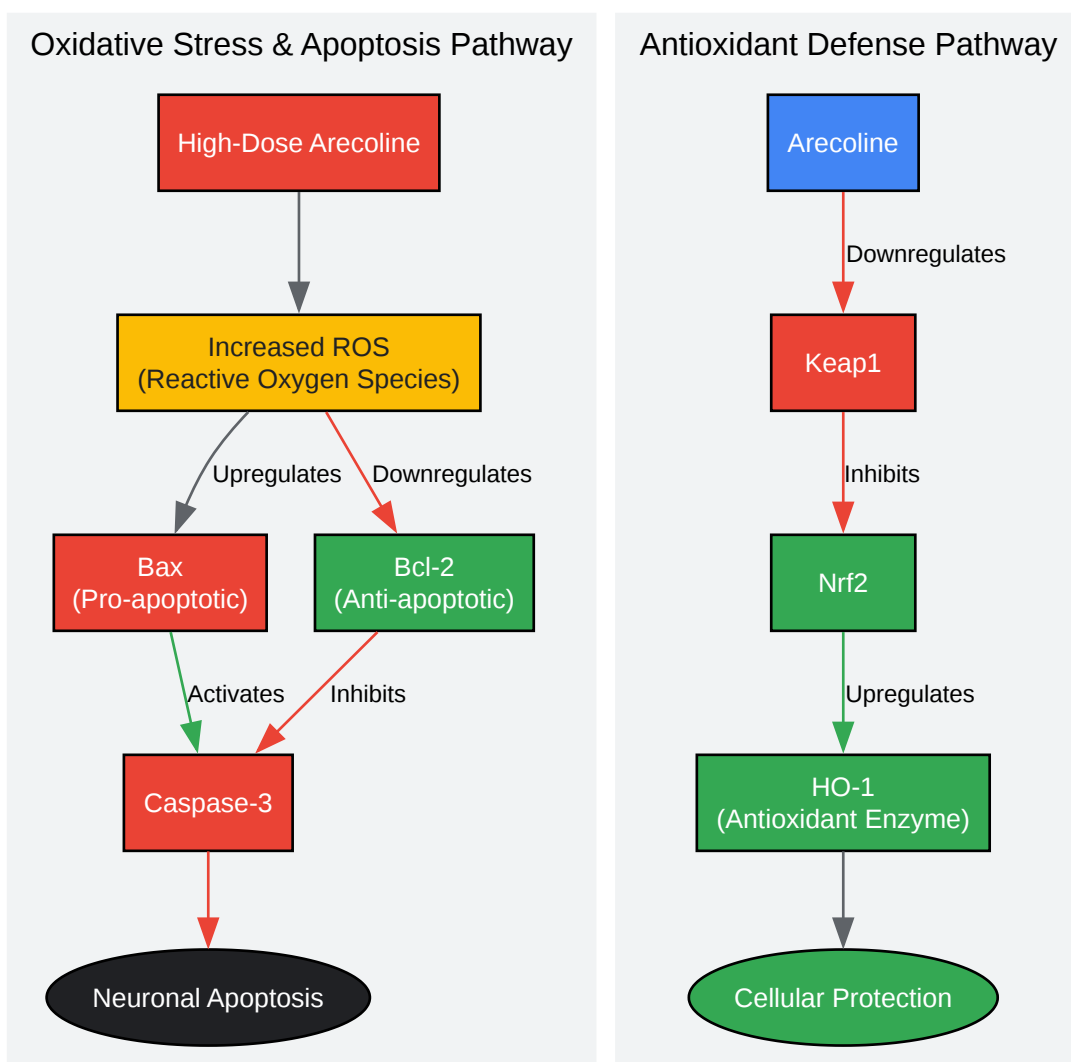 Oxidative Stress & Apoptosis Pathway
High-Dose Arecoline
Increased ROS
(Reactive Oxygen Species)
Upregulates
Downregulates
Bax
(Pro-apoptotic)
Bcl-2
(Anti-apoptotic)
Activates
Inhibits
Caspase-3
Neuronal Apoptosis
Antioxidant Defense Pathway
Arecoline
Downregulates
Keap1
Inhibits
Nrf2
Upregulates
HO-1
(Antioxidant Enzyme)
Cellular Protection